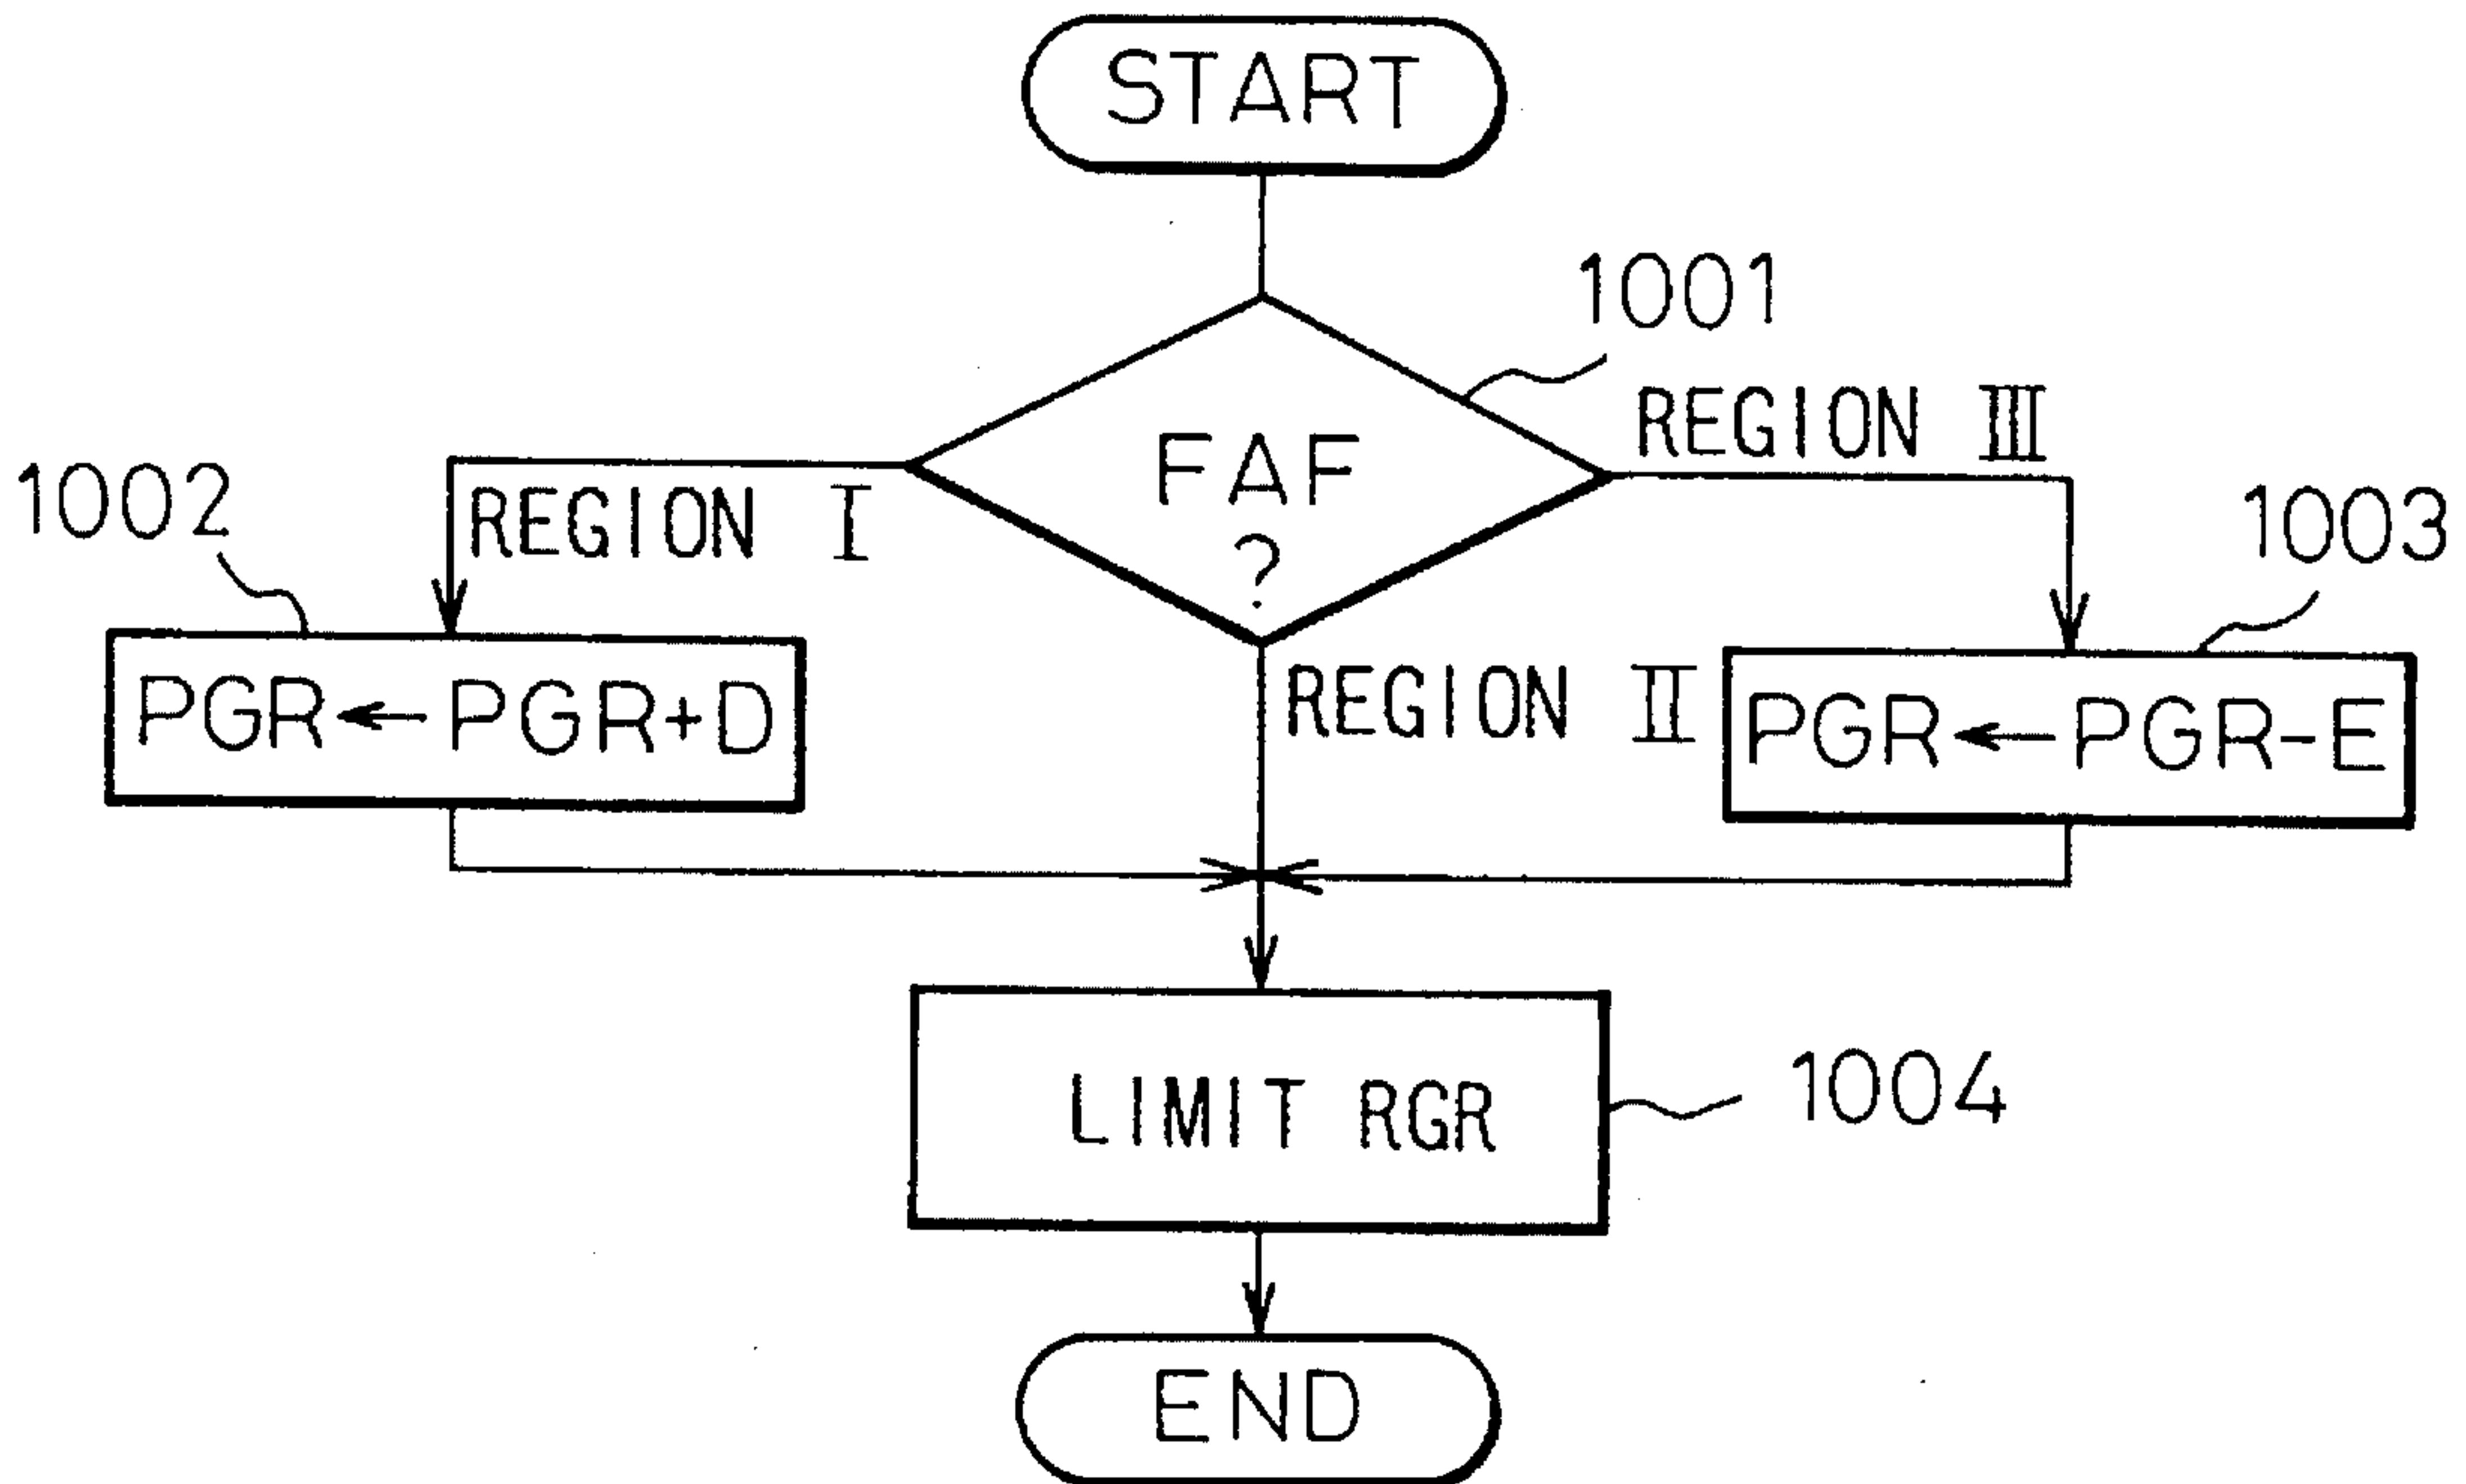 START
1001
FAF
?
REGION III
REGION I
1002
1003
PGR ← PGR+D
REGION II
PGR ← PGR-E
LIMIT RGR
1004
END